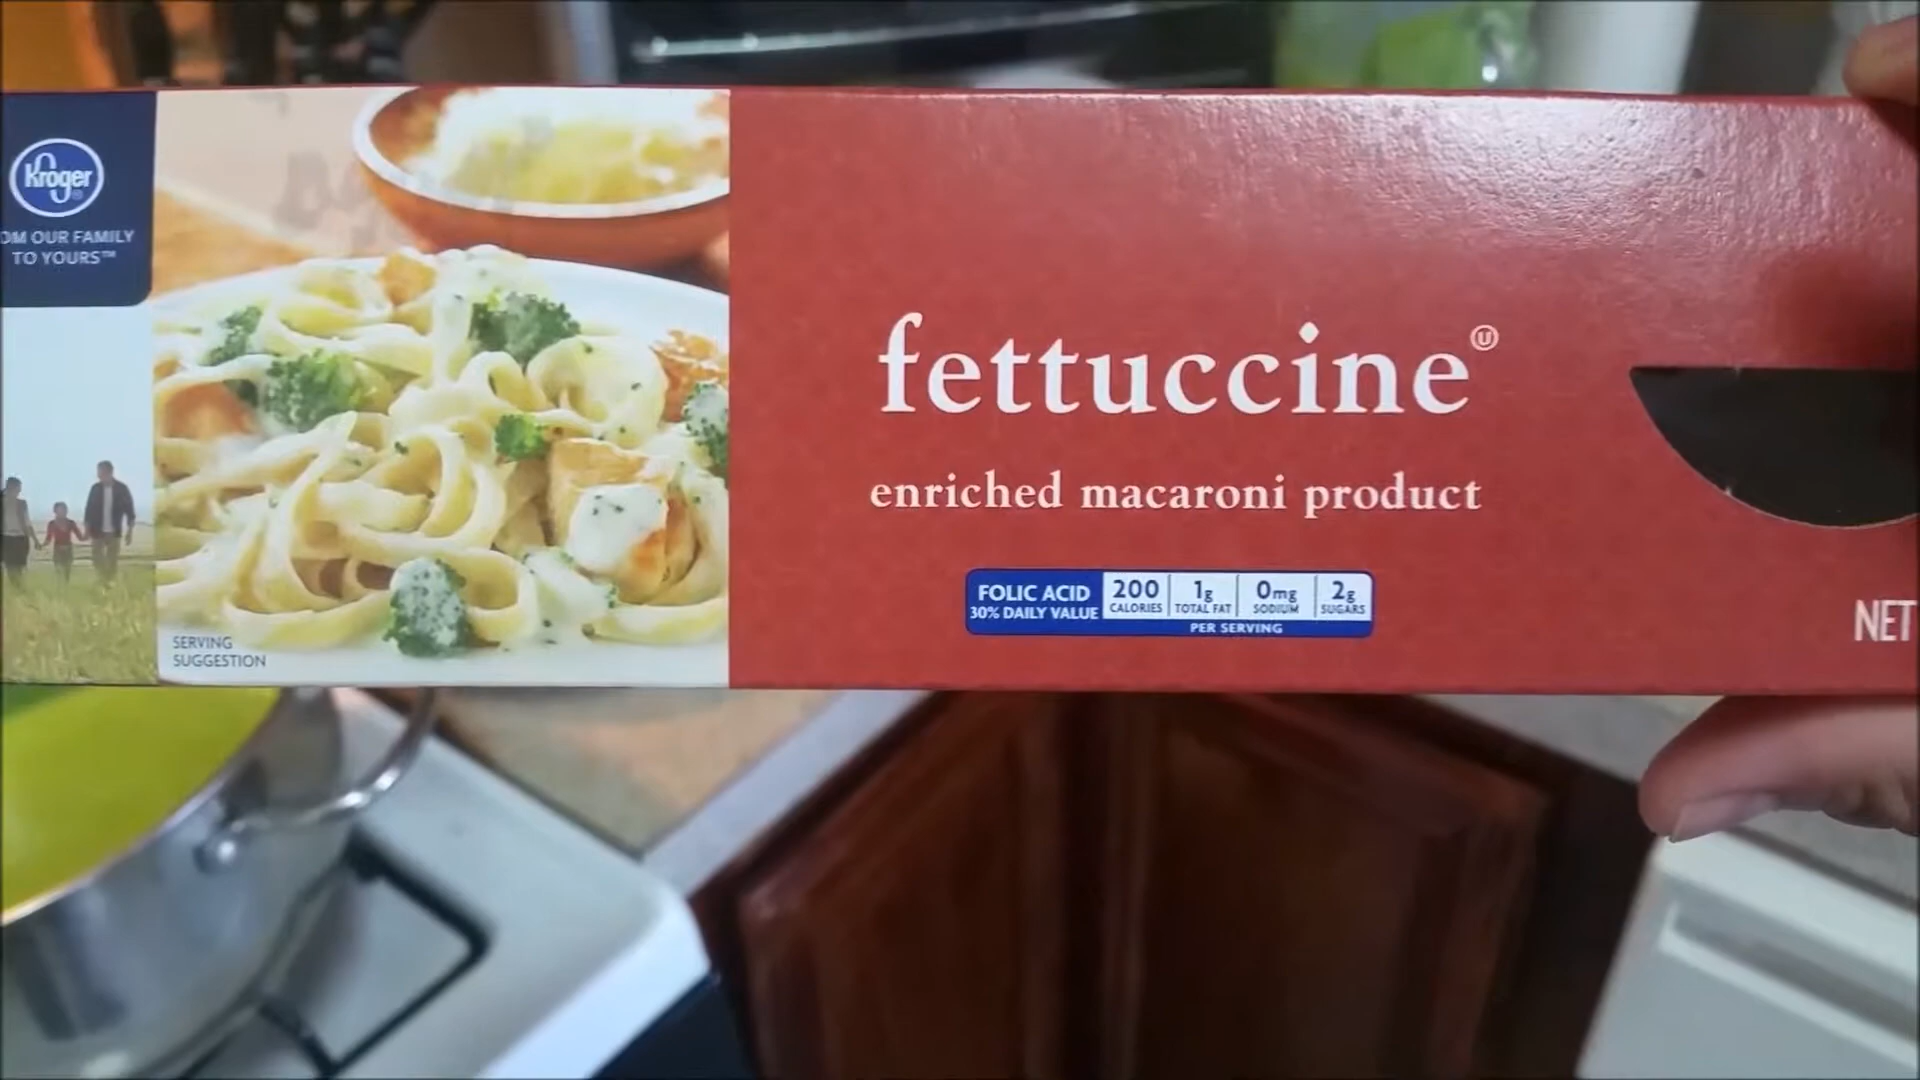 Kroger
OM OUR FAMILY
TO YOURS™
SERVING
SUGGESTION
fettuccine Ⓤ
enriched macaroni product
FOLIC ACID
30% DAILY VALUE
200
CALORIES
1g
TOTAL FAT
0mg
SODIUM
2g
SUGARS
PER SERVING
NET